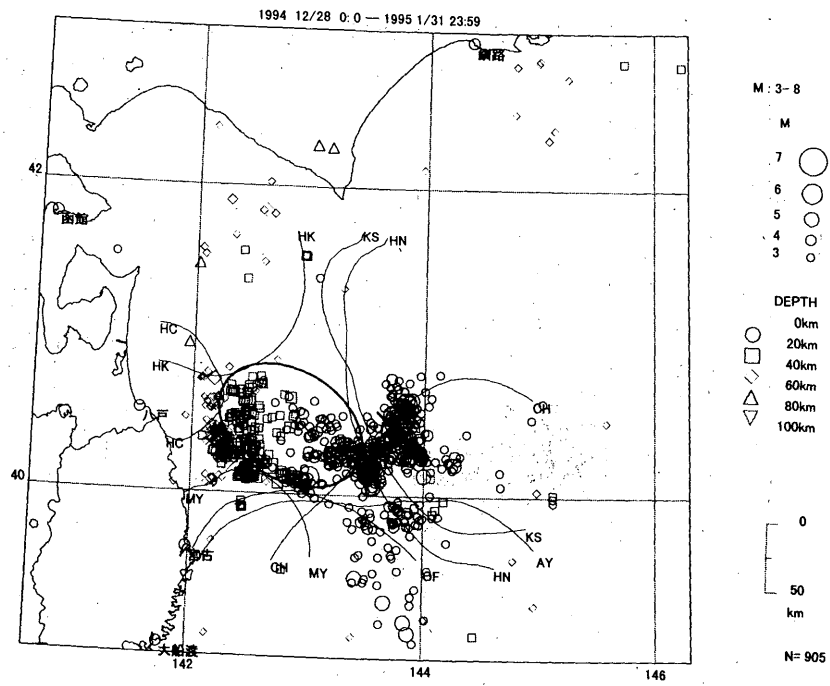 1994 12/28 0:0 — 1995 1/31 23:59
釧路
M : 3- 8
M
7
6
5
4
3
42
函館
HK
KS
HN
DEPTH
0km
20km
40km
60km
80km
100km
HC
HK
八戸
CH
HC
40
MY
宮古
CH
MY
OF
HN
AY
KS
0
50
km
大船渡
142
144
146
N= 905